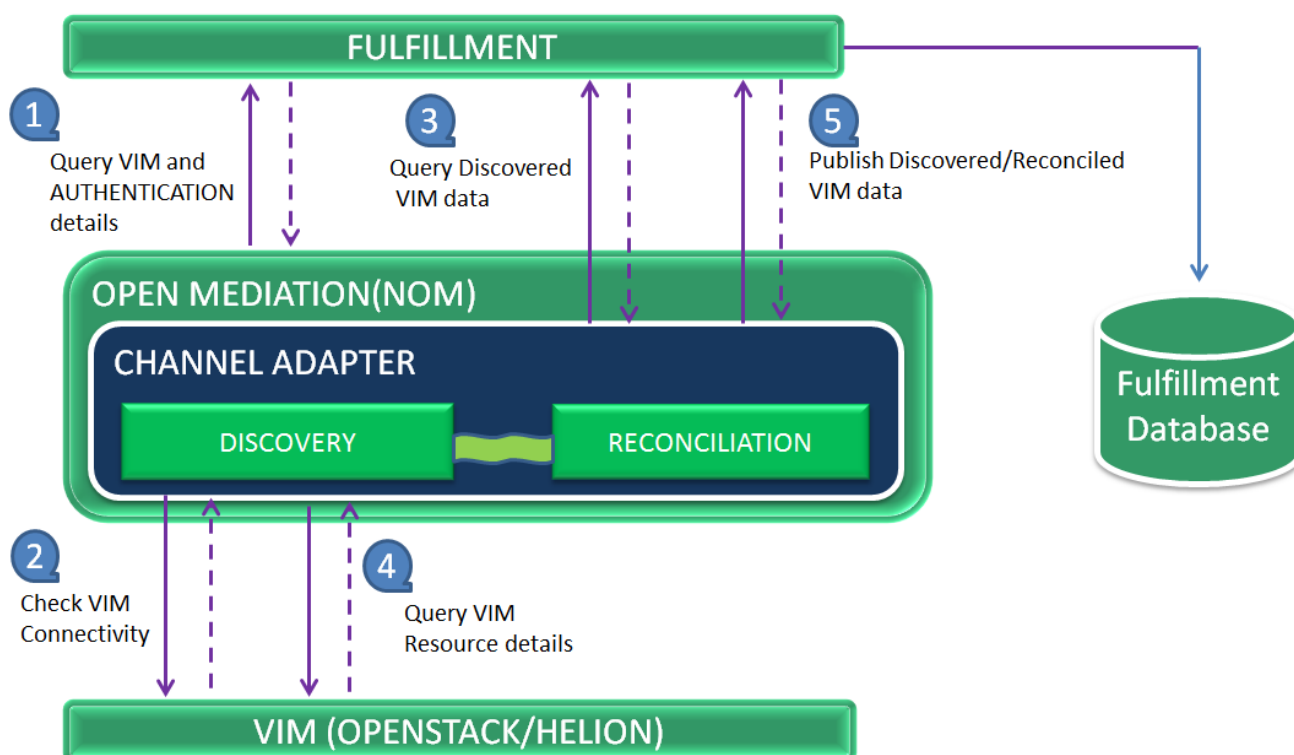 FULFILLMENT
1
Query VIM and
AUTHENTICATION
details
3
Query Discovered
VIM data
5
Publish Discovered/Reconciled
VIM data
OPEN MEDIATION(NOM)
CHANNEL ADAPTER
DISCOVERY
RECONCILIATION
Fulfillment
Database
2
Check VIM
Connectivity
4
Query VIM
Resource details
VIM (OPENSTACK/HELION)